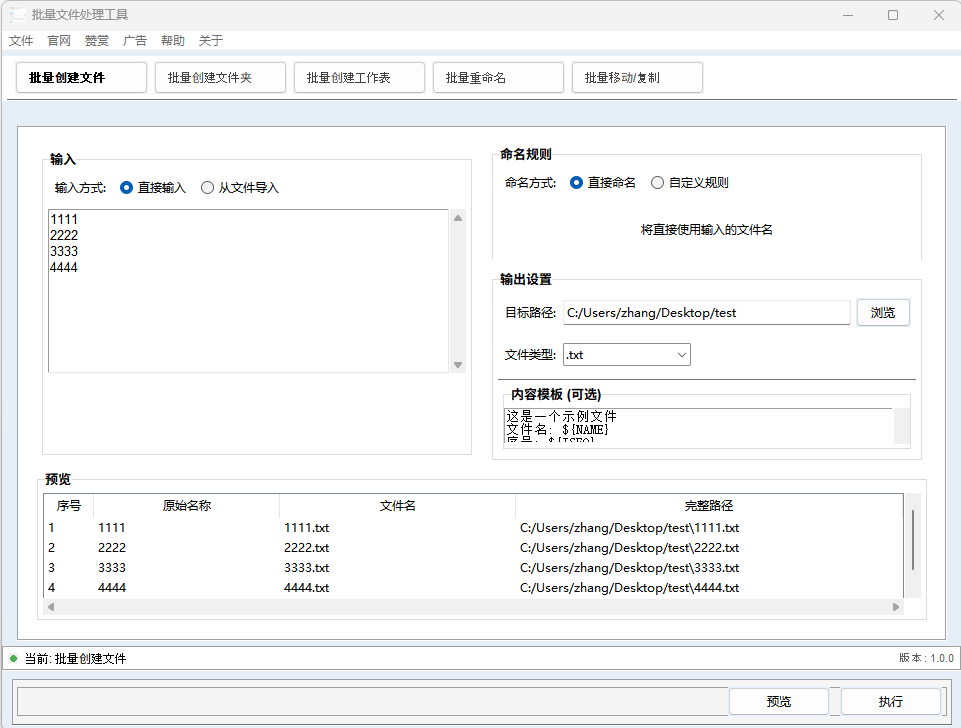 批量文件处理工具
文件 官网 赞赏 广告 帮助 关于
批量创建文件 批量创建文件夹 批量创建工作表 批量重命名 批量移动/复制
输入
输入方式: 直接输入 从文件导入
1111
2222
3333
4444
命名规则
命名方式: 直接命名 自定义规则
将直接使用输入的文件名
输出设置
目标路径: C:/Users/zhang/Desktop/test 浏览
文件类型: .txt
内容模板 (可选)
这是一个示例文件
文件名: ${NAME}
预览
序号 原始名称 文件名 完整路径
1 1111 1111.txt C:/Users/zhang/Desktop/test\1111.txt
2 2222 2222.txt C:/Users/zhang/Desktop/test\2222.txt
3 3333 3333.txt C:/Users/zhang/Desktop/test\3333.txt
4 4444 4444.txt C:/Users/zhang/Desktop/test\4444.txt
当前: 批量创建文件 版本 : 1.0.0
预览 执行